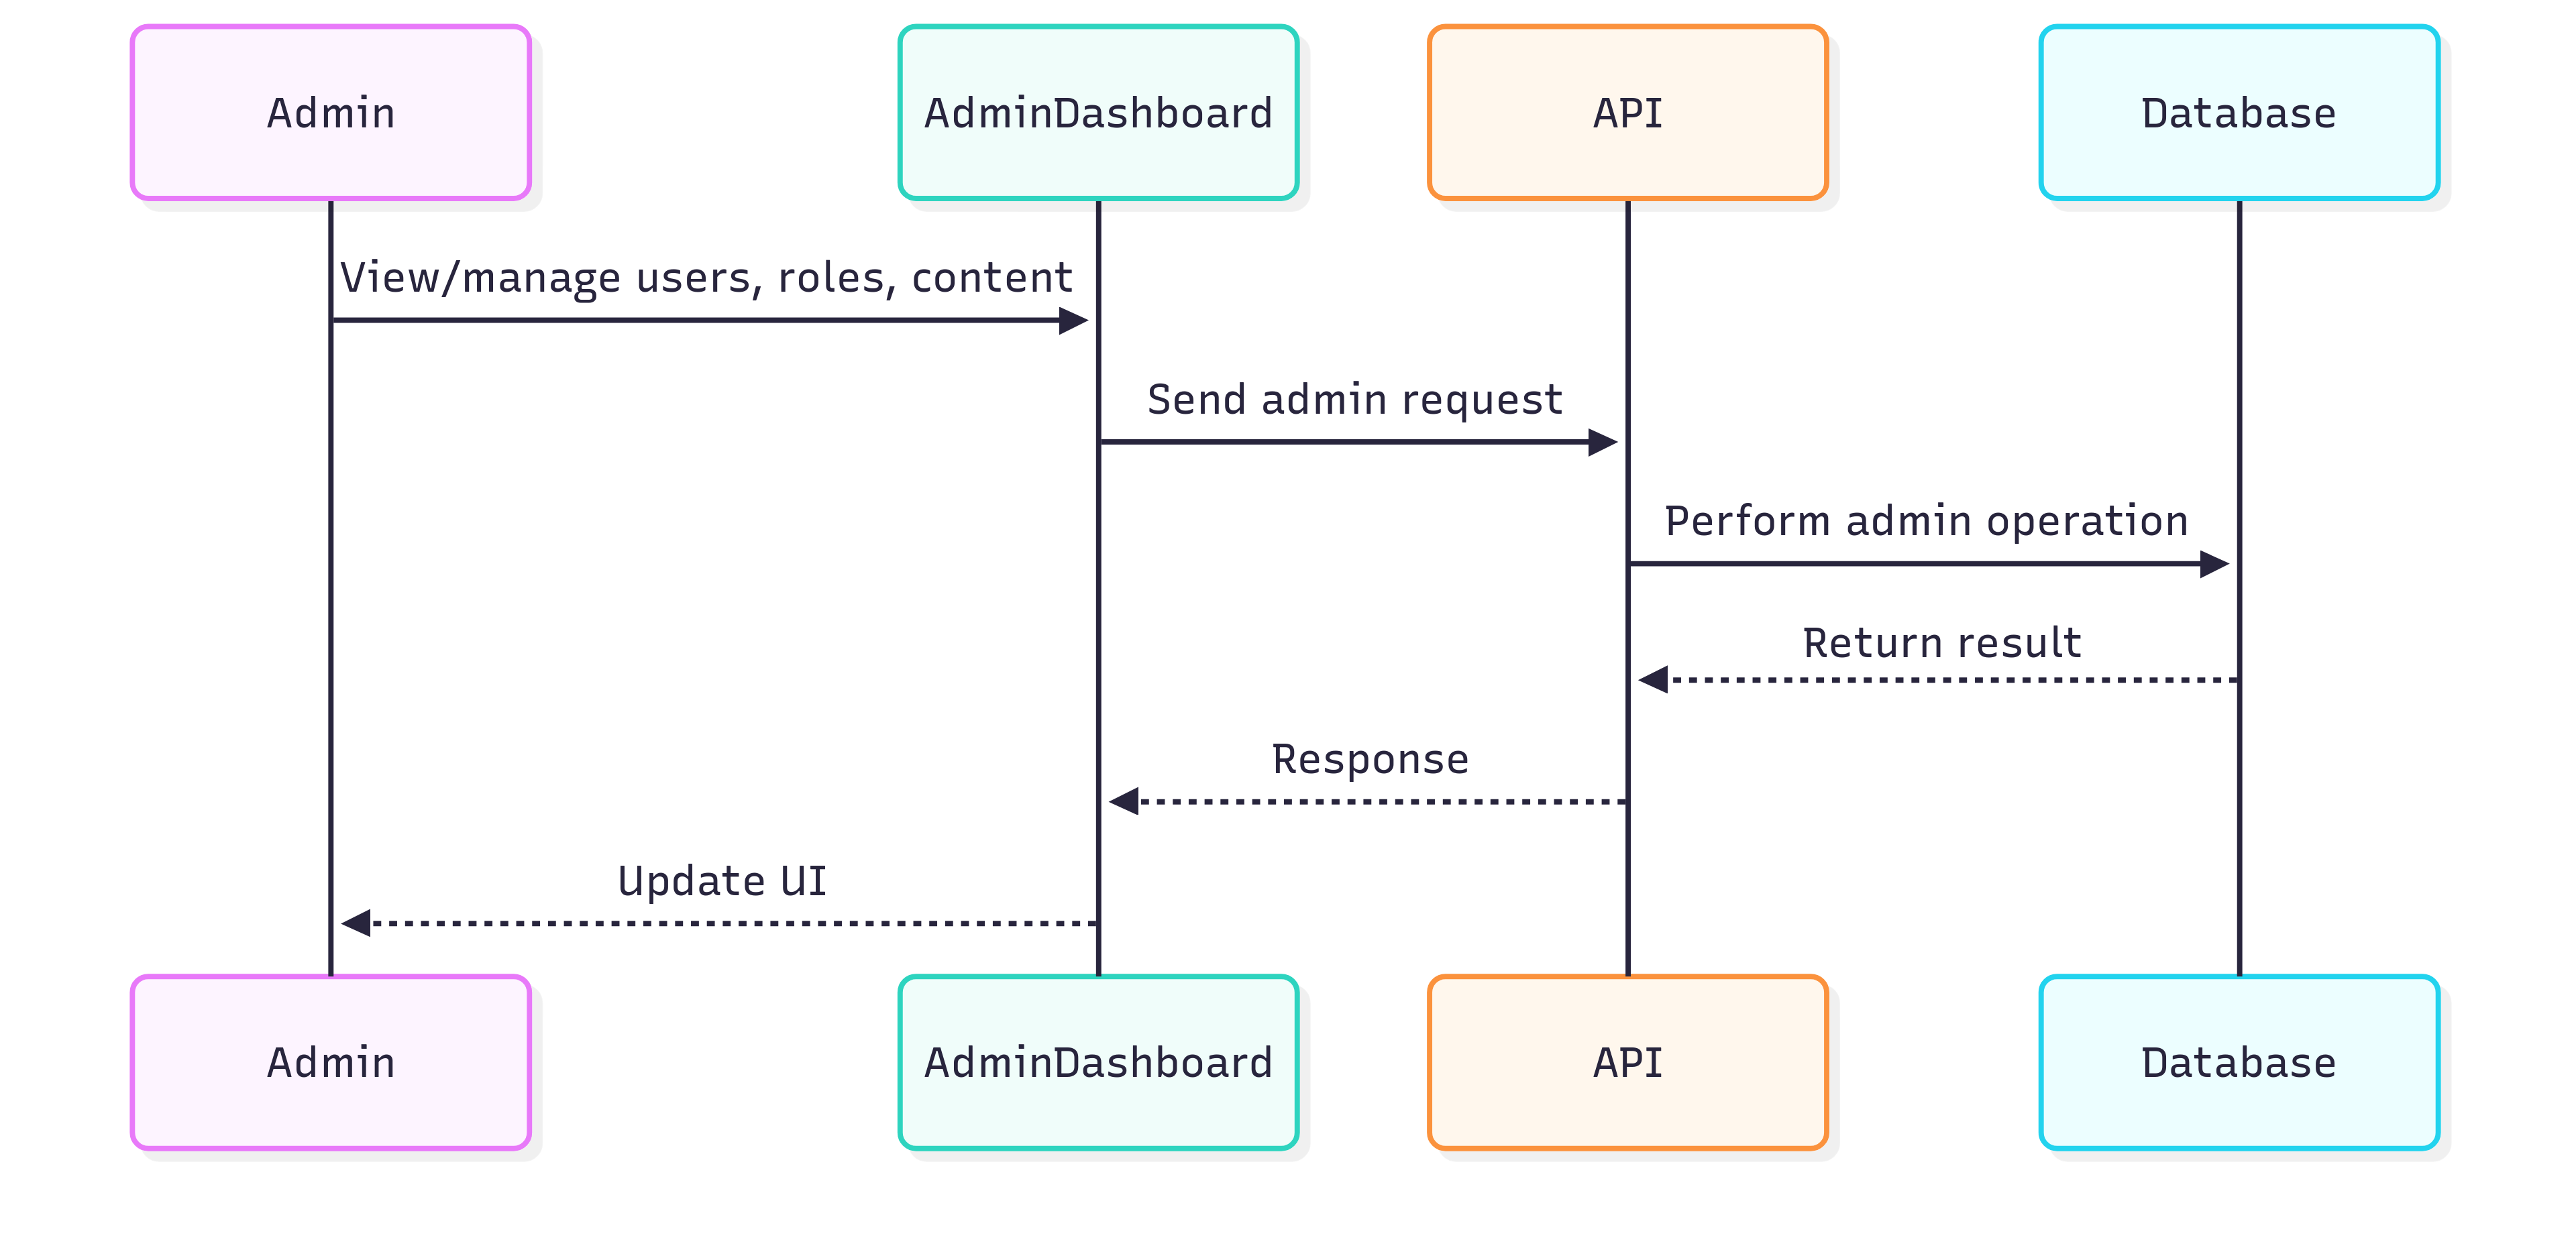 Admin
AdminDashboard
API
Database
View/manage users, roles, content
Send admin request
Perform admin operation
Return result
Response
Update UI
Admin
AdminDashboard
API
Database